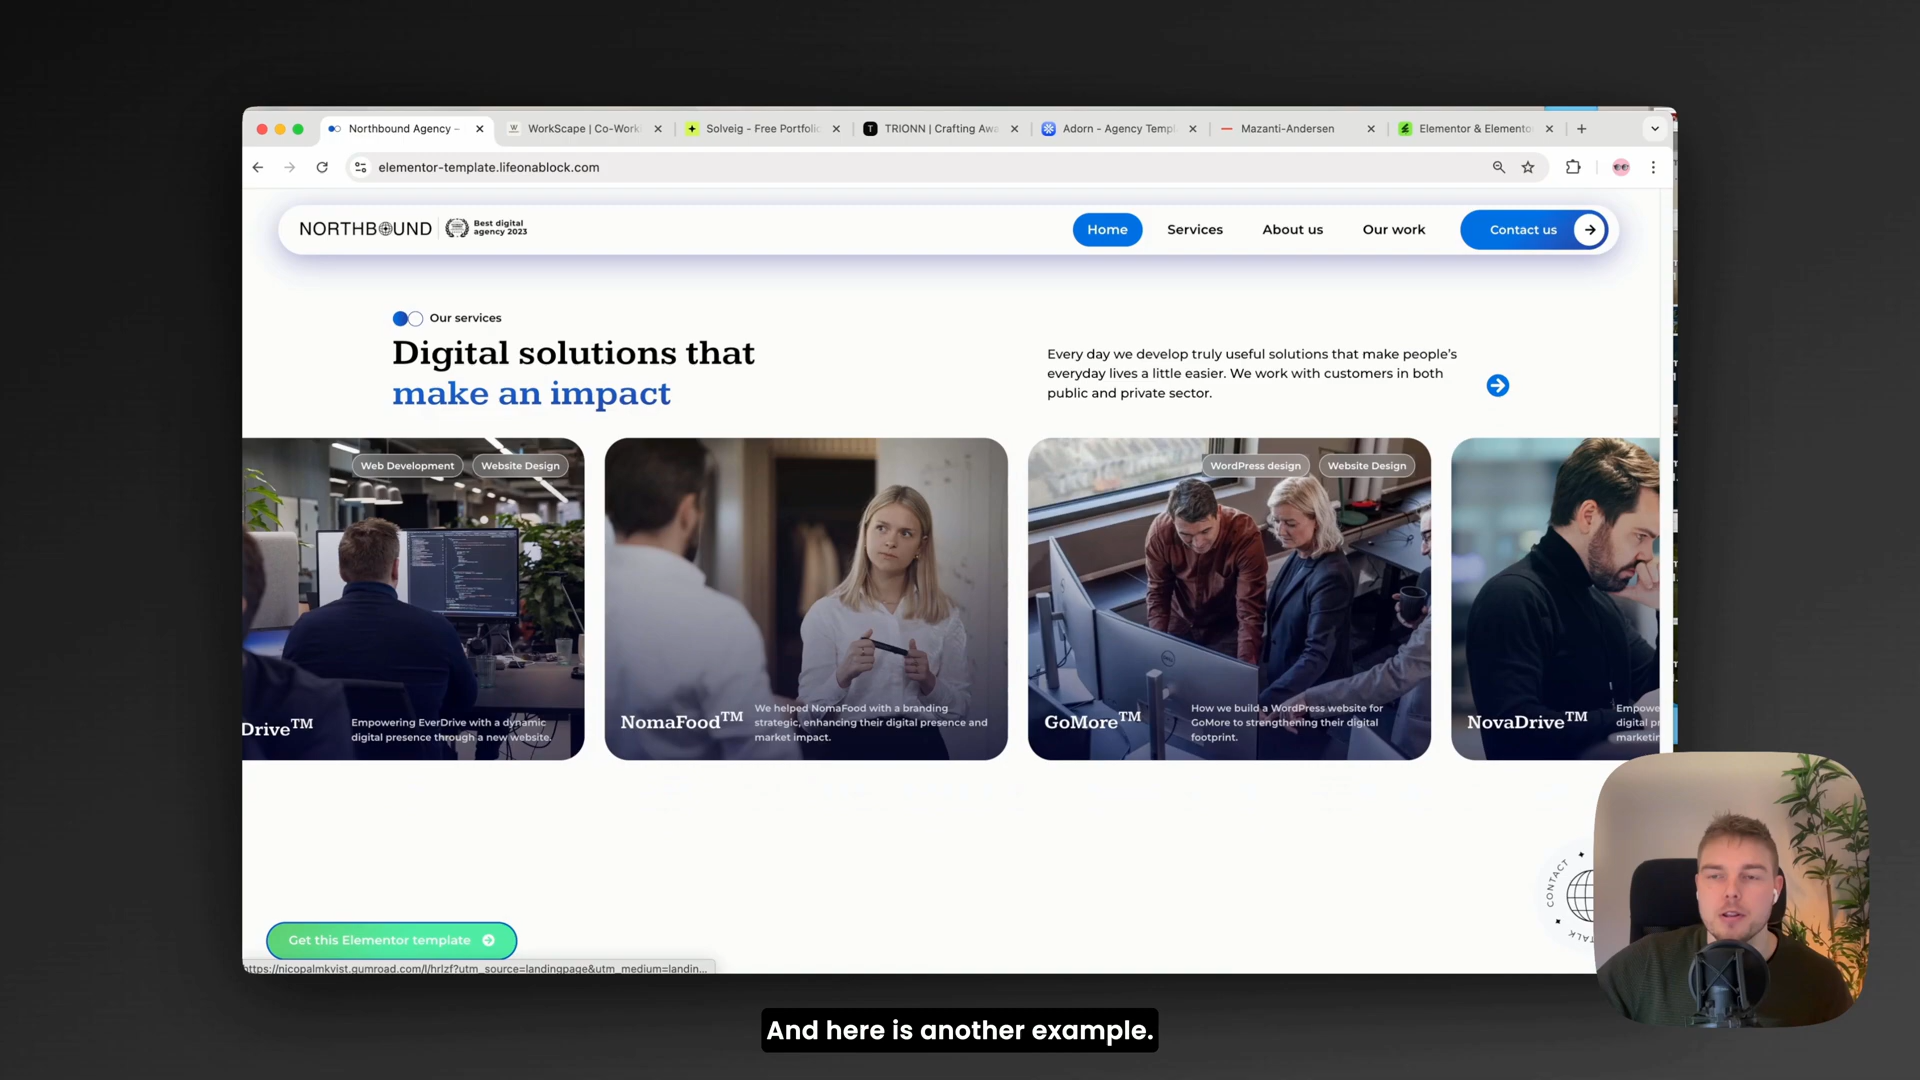 Northbound Agency –
WorkScape | Co-Work
Solveig - Free Portfolio
TRIONN | Crafting Awa
Adorn - Agency Templ
Mazanti-Andersen
Elementor & Elemento
elementor-template.lifeonablock.com
NORTHBOUND
Best digital
agency 2023
Home
Services
About us
Our work
Contact us
Our services
Digital solutions that
make an impact
Every day we develop truly useful solutions that make people's
everyday lives a little easier. We work with customers in both
public and private sector.
Web Development
Website Design
Drive™
Empowering EverDrive with a dynamic
digital presence through a new website.
NomaFood™
We helped NomaFood with a branding
strategic, enhancing their digital presence and
market impact.
WordPress design
Website Design
GoMore™
How we build a WordPress website for
GoMore to strengthening their digital
footprint.
NovaDrive™
Empowe
digital pr
marketin
CONTACT
TALK
Get this Elementor template
https://nicopalmkvist.gumroad.com/l/hrlzf?utm_source=landingpage&utm_medium=landin...
And here is another example.